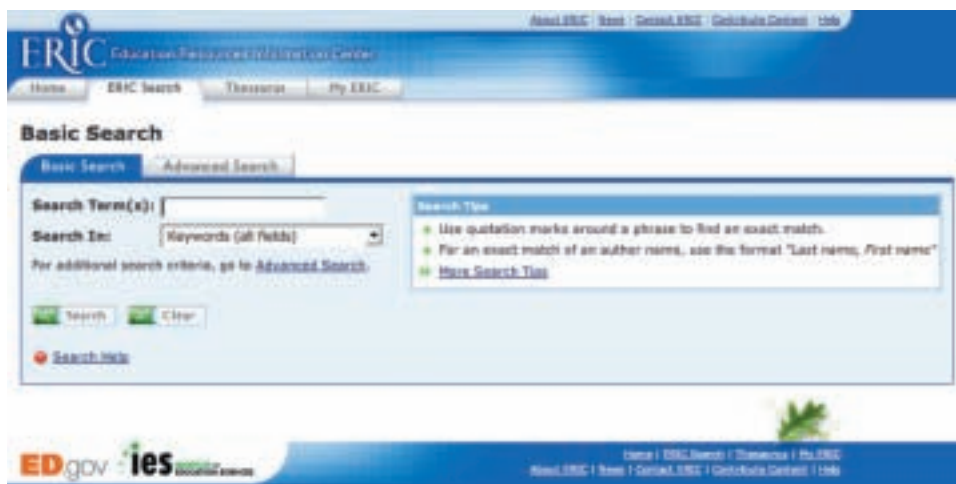 About ERIC | News | Contact ERIC | Contribute Content | Help
ERIC Education Resources Information Center
Home ERIC Search Thesaurus My ERIC
Basic Search
Basic Search Advanced Search
Search Term(s):
Search In: Keywords (all fields)
For additional search criteria, go to Advanced Search.
Search Clear
Search Help
Search Tips
Use quotation marks around a phrase to find an exact match.
For an exact match of an author name, use the format "Last name, First name"
More Search Tips
ED.gov ies
EDUCATION SCIENCES
Home | ERIC Search | Thesaurus | My ERIC
About ERIC | News | Contact ERIC | Contribute Content | Help